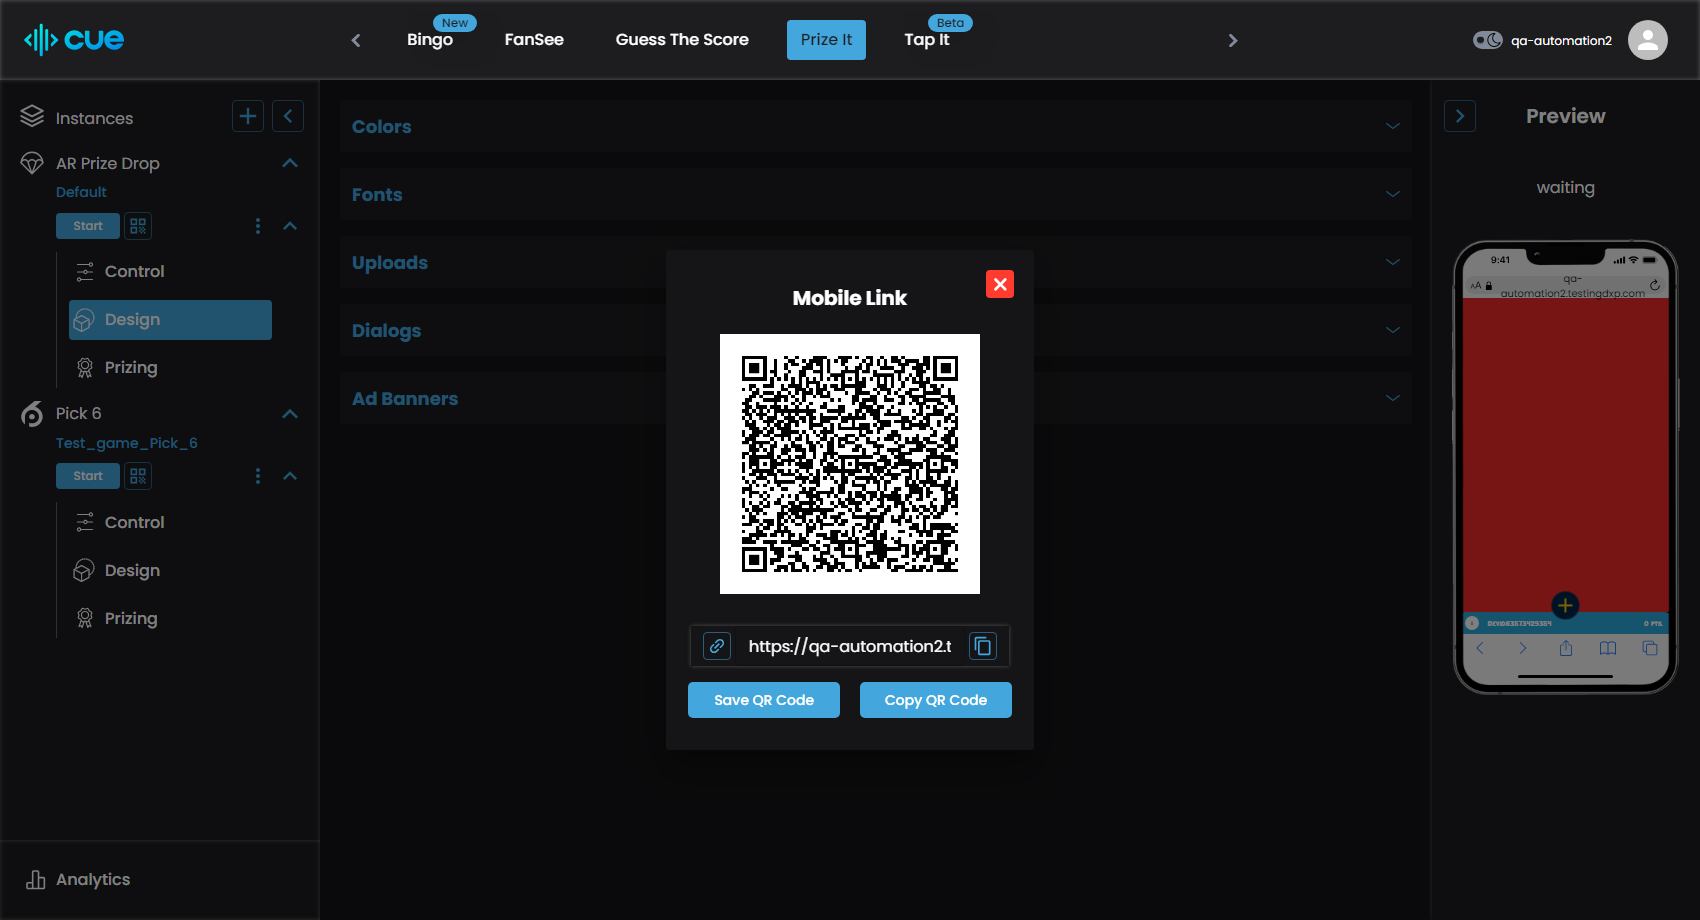 cue
New
Bingo
FanSee
Guess The Score
Prize It
Beta
Tap It
qa-automation2
Instances
AR Prize Drop
Default
Start
Control
Design
Prizing
Pick 6
Test_game_Pick_6
Start
Control
Design
Prizing
Analytics
Colors
Fonts
Uploads
Dialogs
Ad Banners
Mobile Link
https://qa-automation2.t
Save QR Code
Copy QR Code
Preview
waiting
9:41
AA
qa-
automation2.testingdxp.com
0 PTS.